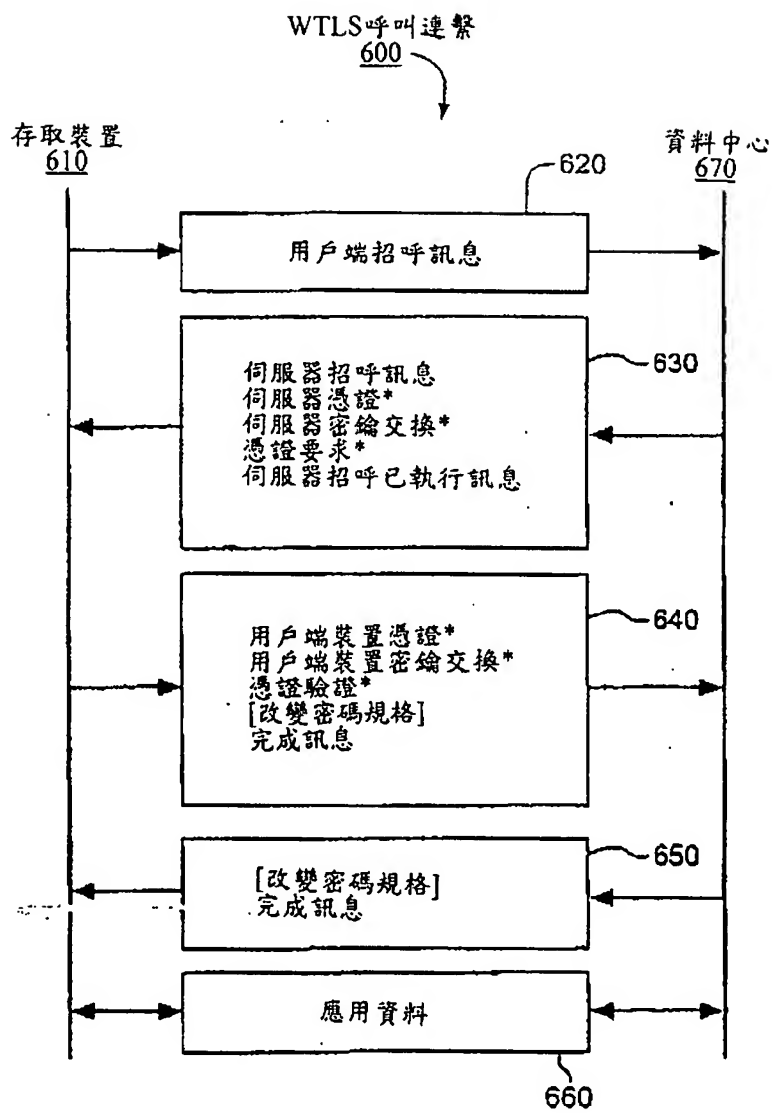 WTLS呼叫連繫
600
存取裝置
610
資料中心
670
620
用戶端招呼訊息
630
伺服器招呼訊息
伺服器憑證*
伺服器密鑰交換*
憑證要求*
伺服器招呼已執行訊息
640
用戶端裝置憑證*
用戶端裝置密鑰交換*
憑證驗證*
[改變密碼規格]
完成訊息
650
[改變密碼規格]
完成訊息
應用資料
660